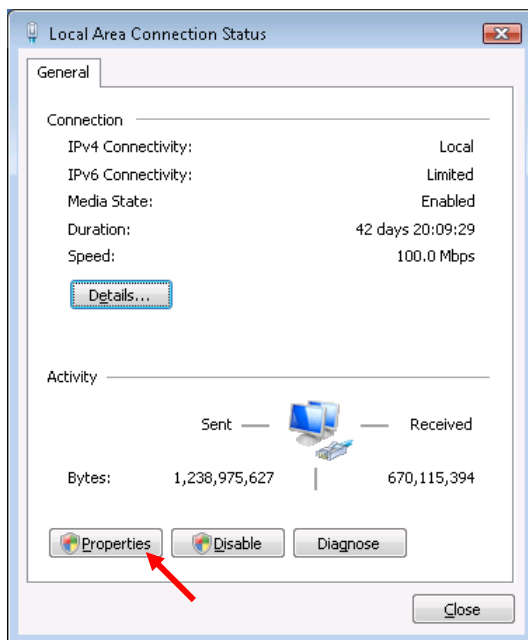 Local Area Connection Status
General
Connection
IPv4 Connectivity: Local
IPv6 Connectivity: Limited
Media State: Enabled
Duration: 42 days 20:09:29
Speed: 100.0 Mbps
Details...
Activity
Sent Received
Bytes: 1,238,975,627 670,115,394
Properties Disable Diagnose
Close